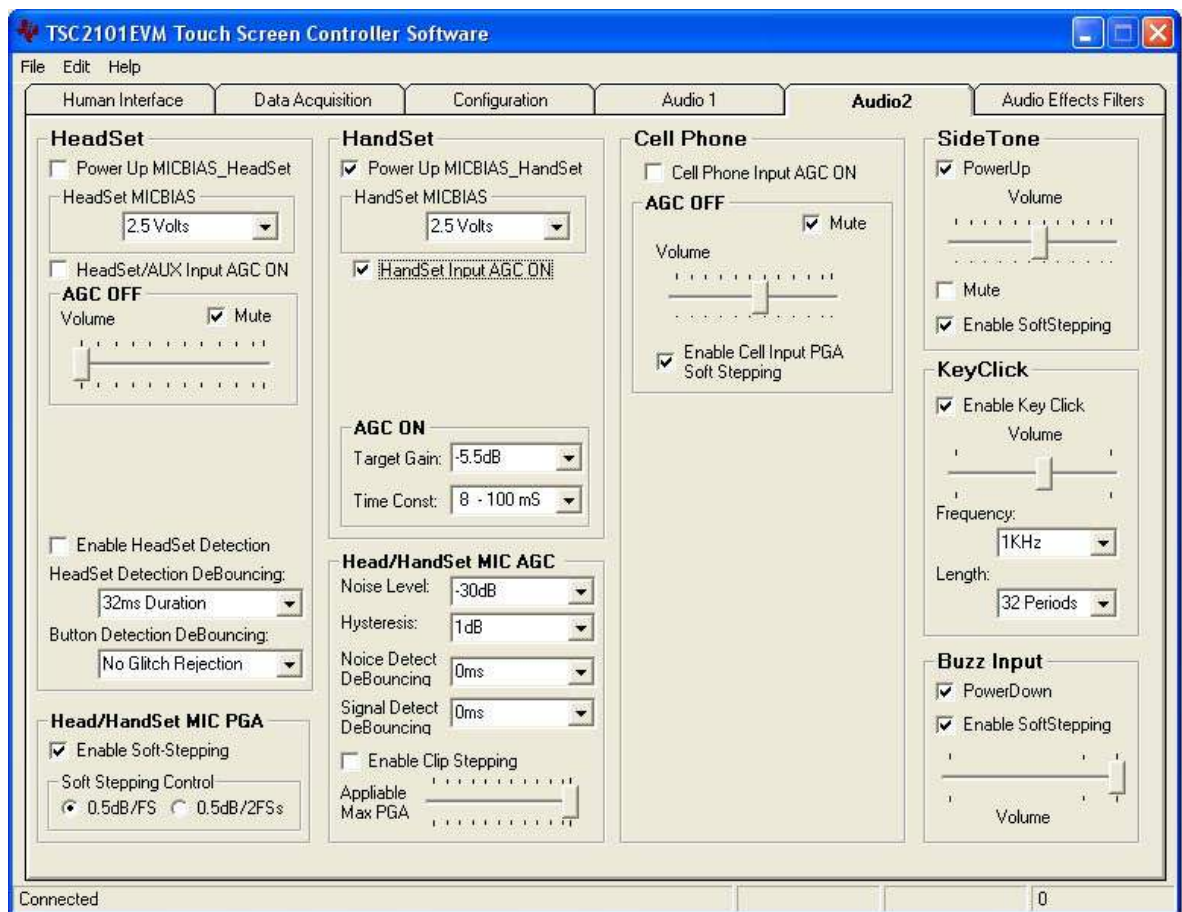 TSC2101EVM Touch Screen Controller Software
File Edit Help
Human Interface
Data Acquisition
Configuration
Audio 1
Audio2
Audio Effects Filters
HeadSet
Power Up MICBIAS_HeadSet
HeadSet MICBIAS
2.5 Volts
HeadSet/AUX Input AGC ON
AGC OFF
Volume
Mute
Enable HeadSet Detection
HeadSet Detection DeBouncing:
32ms Duration
Button Detection DeBouncing:
No Glitch Rejection
Head/HandSet MIC PGA
Enable Soft-Stepping
Soft Stepping Control
0.5dB/FS
0.5dB/2FSs
HandSet
Power Up MICBIAS_HandSet
HandSet MICBIAS
2.5 Volts
HandSet Input AGC ON
AGC ON
Target Gain: -5.5dB
Time Const: 8 - 100 mS
Head/HandSet MIC AGC
Noise Level: -30dB
Hysteresis: 1dB
Noice Detect
DeBouncing
0ms
Signal Detect
DeBouncing
0ms
Enable Clip Stepping
Appliable
Max PGA
Cell Phone
Cell Phone Input AGC ON
AGC OFF
Mute
Volume
Enable Cell Input PGA
Soft Stepping
SideTone
PowerUp
Volume
Mute
Enable SoftStepping
KeyClick
Enable Key Click
Volume
Frequency:
1KHz
Length:
32 Periods
Buzz Input
PowerDown
Enable SoftStepping
Volume
Connected
0